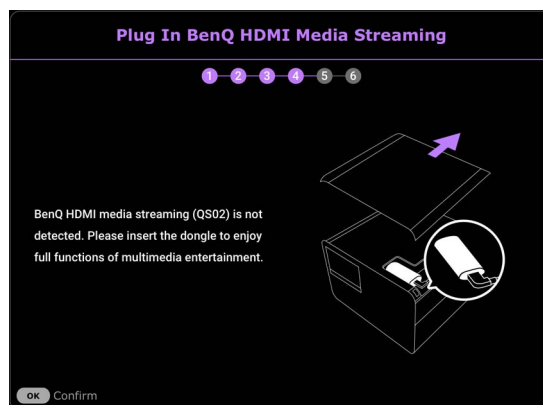 Plug In BenQ HDMI Media Streaming
1 2 3 4 5 6
BenQ HDMI media streaming (QS02) is not
detected. Please insert the dongle to enjoy
full functions of multimedia entertainment.
OK Confirm